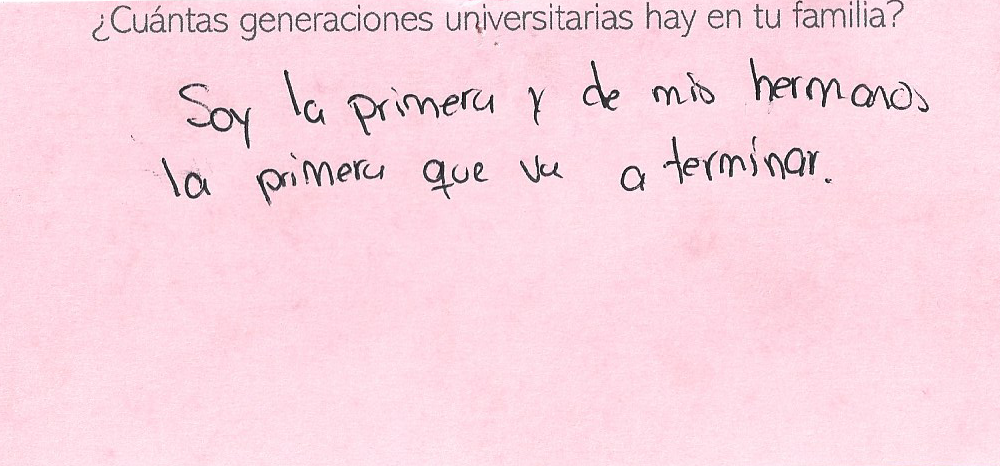 ¿Cuántas generaciones universitarias hay en tu familia?
Soy la primera y de mis hermanos
la primera que va a terminar.